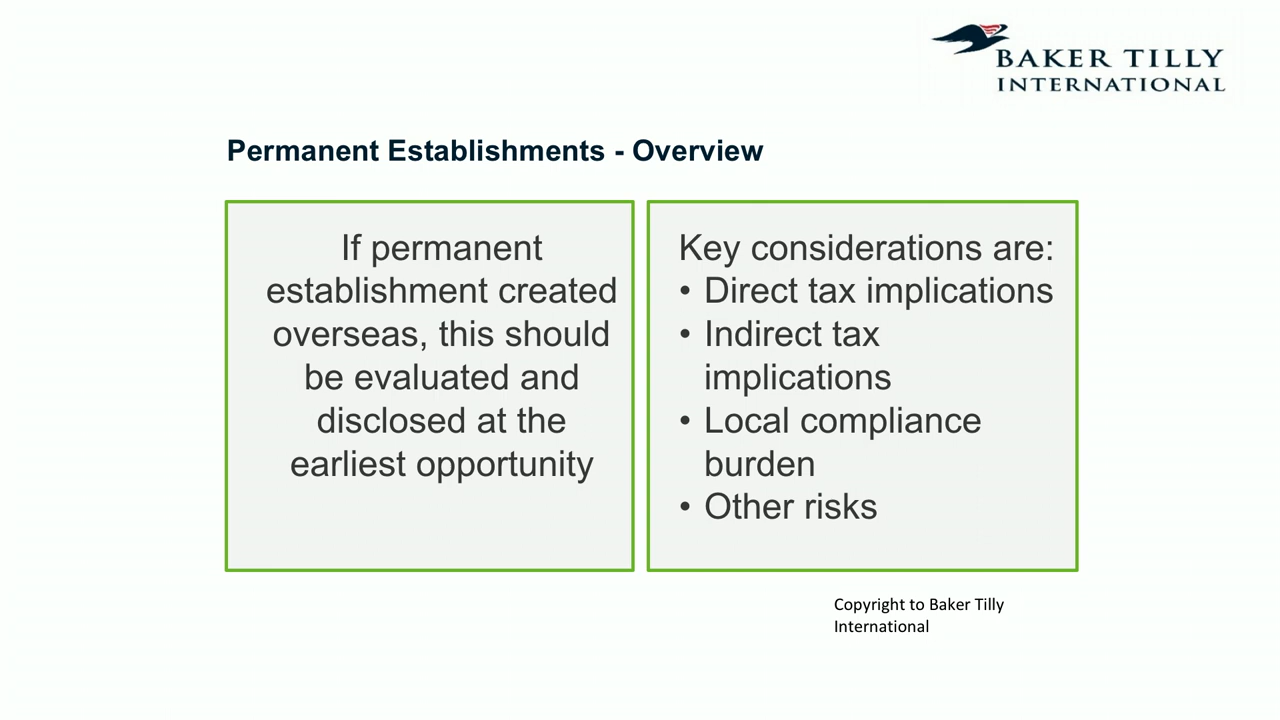 BAKER TILLY
INTERNATIONAL
Permanent Establishments - Overview
If permanent
establishment created
overseas, this should
be evaluated and
disclosed at the
earliest opportunity
Key considerations are:
• Direct tax implications
• Indirect tax
implications
• Local compliance
burden
• Other risks
Copyright to Baker Tilly
International